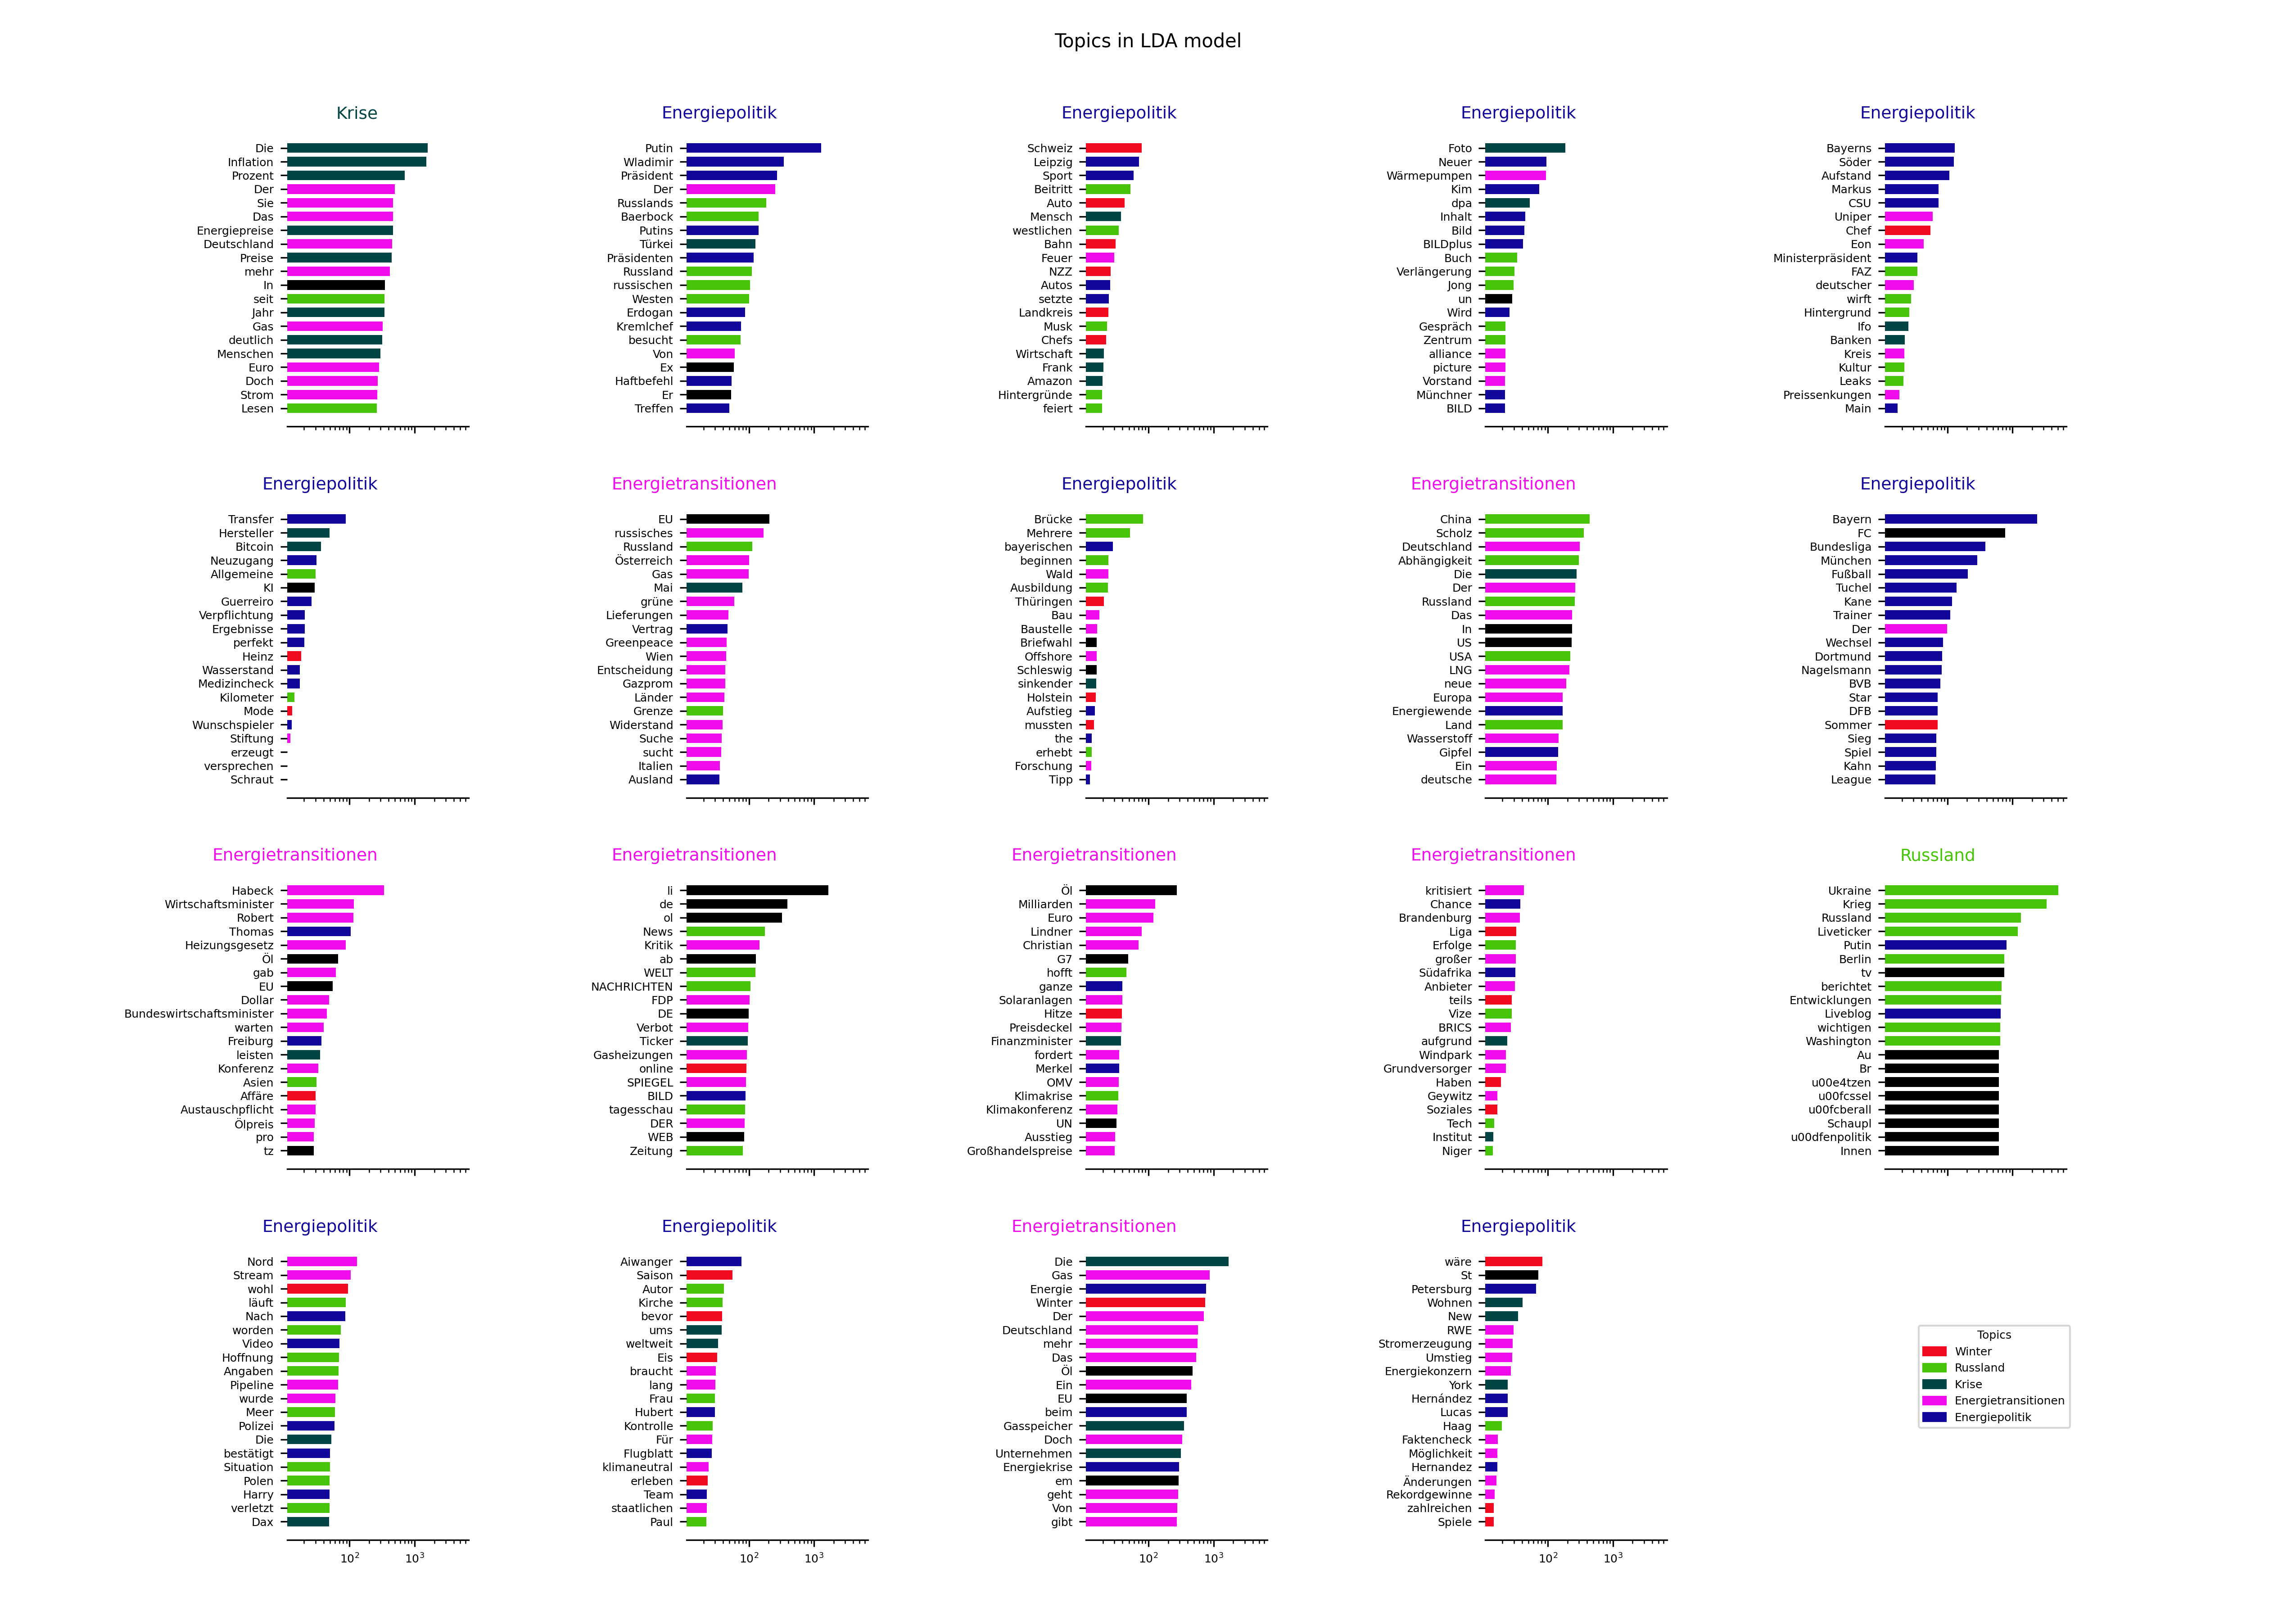 Topics in LDA model
Krise
Die
Inflation
Prozent
Der
Sie
Das
Energiepreise
Deutschland
Preise
mehr
In
seit
Jahr
Gas
deutlich
Menschen
Euro
Doch
Strom
Lesen
Energiepolitik
Putin
Wladimir
Präsident
Der
Russlands
Baerbock
Putins
Türkei
Präsidenten
Russland
russischen
Westen
Erdogan
Kremlchef
besucht
Von
Ex
Haftbefehl
Er
Treffen
Energiepolitik
Schweiz
Leipzig
Sport
Beitritt
Auto
Mensch
westlichen
Bahn
Feuer
NZZ
Autos
setzte
Landkreis
Musk
Chefs
Wirtschaft
Frank
Amazon
Hintergründe
feiert
Energiepolitik
Foto
Neuer
Wärmepumpen
Kim
dpa
Inhalt
Bild
BILDplus
Buch
Verlängerung
Jong
un
Wird
Gespräch
Zentrum
alliance
picture
Vorstand
Münchner
BILD
Energiepolitik
Bayerns
Söder
Aufstand
Markus
CSU
Uniper
Chef
Eon
Ministerpräsident
FAZ
deutscher
wirft
Hintergrund
Ifo
Banken
Kreis
Kultur
Leaks
Preissenkungen
Main
Energiepolitik
Transfer
Hersteller
Bitcoin
Neuzugang
Allgemeine
KI
Guerreiro
Verpflichtung
Ergebnisse
perfekt
Heinz
Wasserstand
Medizincheck
Kilometer
Mode
Wunschspieler
Stiftung
erzeugt
versprechen
Schraut
Energietransitionen
EU
russisches
Russland
Österreich
Gas
Mai
grüne
Lieferungen
Vertrag
Greenpeace
Wien
Entscheidung
Gazprom
Länder
Grenze
Widerstand
Suche
sucht
Italien
Ausland
Energiepolitik
Brücke
Mehrere
bayerischen
beginnen
Wald
Ausbildung
Thüringen
Bau
Baustelle
Briefwahl
Offshore
Schleswig
sinkender
Holstein
Aufstieg
mussten
the
erhebt
Forschung
Tipp
Energietransitionen
China
Scholz
Deutschland
Abhängigkeit
Die
Der
Russland
Das
In
US
USA
LNG
neue
Europa
Energiewende
Land
Wasserstoff
Gipfel
Ein
deutsche
Energiepolitik
Bayern
FC
Bundesliga
München
Fußball
Tuchel
Kane
Trainer
Der
Wechsel
Dortmund
Nagelsmann
BVB
Star
DFB
Sommer
Sieg
Spiel
Kahn
League
Energietransitionen
Habeck
Wirtschaftsminister
Robert
Thomas
Heizungsgesetz
Öl
gab
EU
Dollar
Bundeswirtschaftsminister
warten
Freiburg
leisten
Konferenz
Asien
Affäre
Austauschpflicht
Ölpreis
pro
tz
Energietransitionen
li
de
ol
News
Kritik
ab
WELT
NACHRICHTEN
FDP
DE
Verbot
Ticker
Gasheizungen
online
SPIEGEL
BILD
tagesschau
DER
WEB
Zeitung
Energietransitionen
Öl
Milliarden
Euro
Lindner
Christian
G7
hofft
ganze
Solaranlagen
Hitze
Preisdeckel
Finanzminister
fordert
Merkel
OMV
Klimakrise
Klimakonferenz
UN
Ausstieg
Großhandelspreise
Energietransitionen
kritisiert
Chance
Brandenburg
Liga
Erfolge
großer
Südafrika
Anbieter
teils
Vize
BRICS
aufgrund
Windpark
Grundversorger
Haben
Geywitz
Soziales
Tech
Institut
Niger
Russland
Ukraine
Krieg
Russland
Liveticker
Putin
Berlin
tv
berichtet
Entwicklungen
Liveblog
wichtigen
Washington
Au
Br
u00e4tzen
u00fcssel
u00fcberall
Schaupl
u00dfenpolitik
Innen
Energiepolitik
Nord
Stream
wohl
läuft
Nach
worden
Video
Hoffnung
Angaben
Pipeline
wurde
Meer
Polizei
Die
bestätigt
Situation
Polen
Harry
verletzt
Dax
10² 10³
Energiepolitik
Aiwanger
Saison
Autor
Kirche
bevor
ums
weltweit
Eis
braucht
lang
Frau
Hubert
Kontrolle
Für
Flugblatt
klimaneutral
erleben
Team
staatlichen
Paul
10² 10³
Energietransitionen
Die
Gas
Energie
Winter
Der
Deutschland
mehr
Das
Öl
Ein
EU
beim
Gasspeicher
Doch
Unternehmen
Energiekrise
em
geht
Von
gibt
10² 10³
Energiepolitik
wäre
St
Petersburg
Wohnen
New
RWE
Stromerzeugung
Umstieg
Energiekonzern
York
Hernández
Lucas
Haag
Faktencheck
Möglichkeit
Hernandez
Änderungen
Rekordgewinne
zahlreichen
Spiele
10² 10³
Topics
Winter
Russland
Krise
Energietransitionen
Energiepolitik